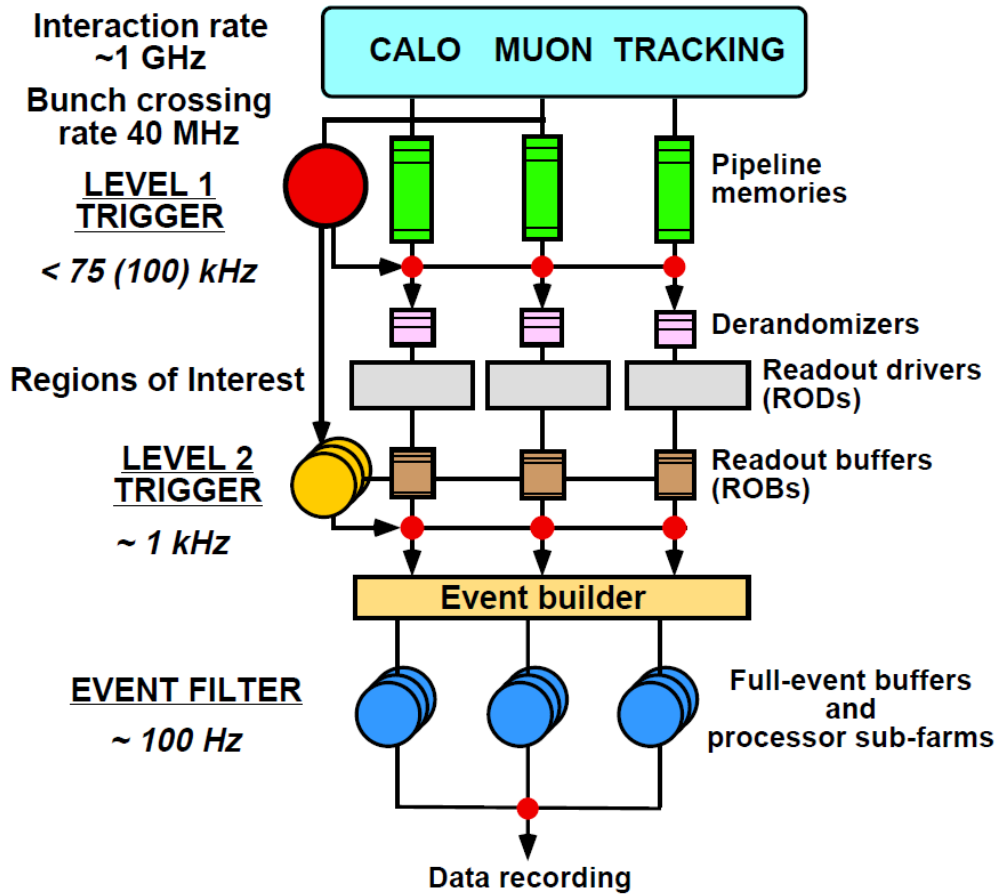 Interaction rate
~1 GHz
CALO MUON TRACKING
Bunch crossing
rate 40 MHz
Pipeline
memories
LEVEL 1
TRIGGER
< 75 (100) kHz
Derandomizers
Regions of Interest
Readout drivers
(RODs)
LEVEL 2
TRIGGER
Readout buffers
(ROBs)
~ 1 kHz
Event builder
EVENT FILTER
~ 100 Hz
Full-event buffers
and
processor sub-farms
Data recording